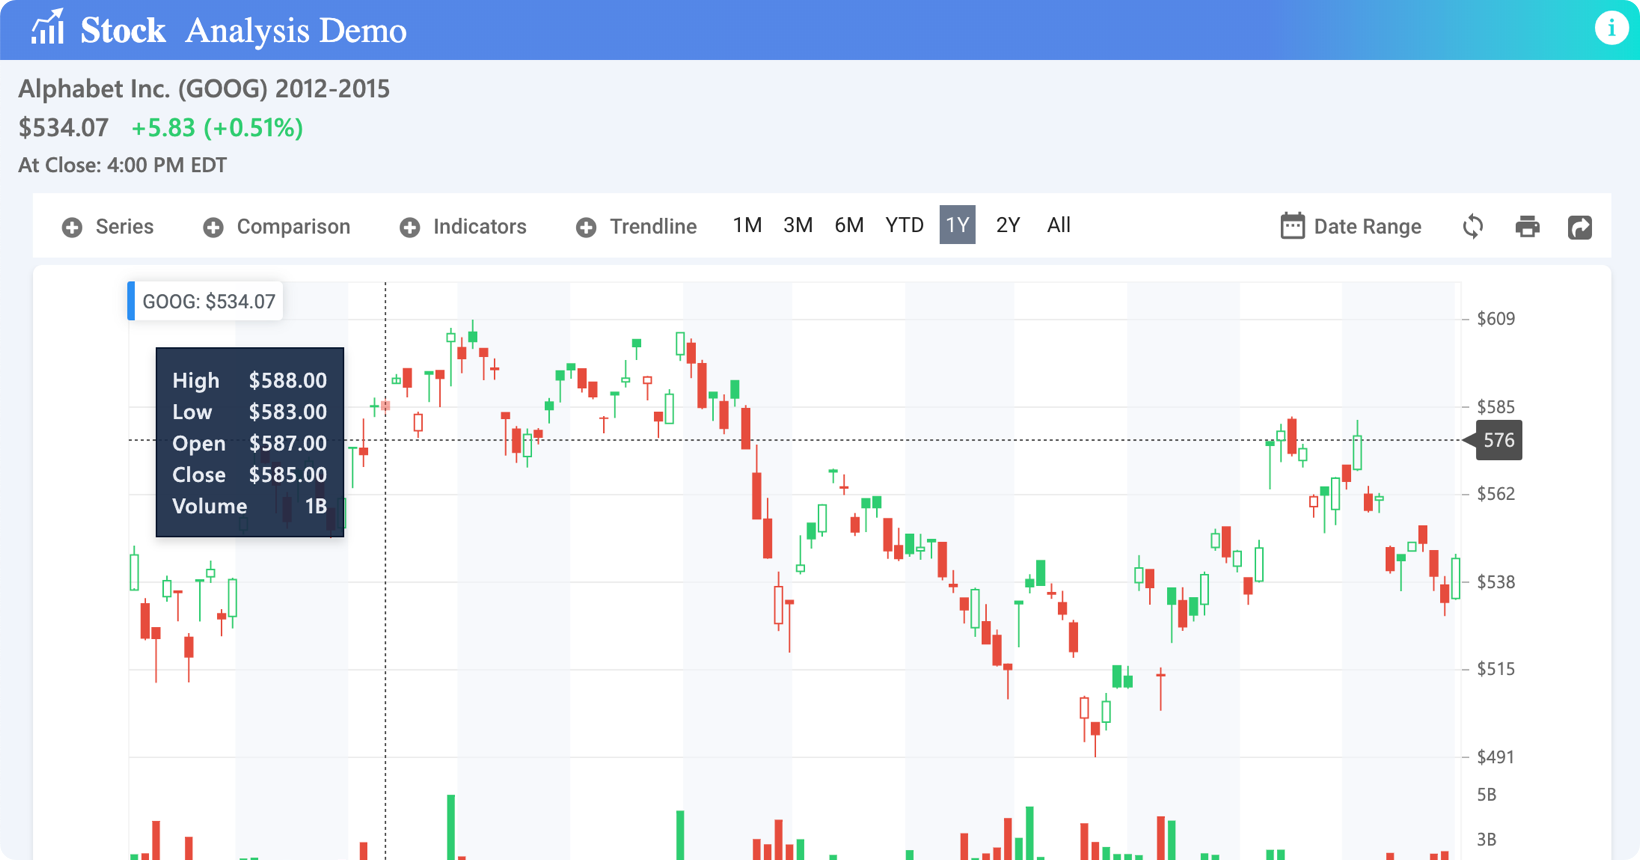 Stock Analysis Demo
Alphabet Inc. (GOOG) 2012-2015
$534.07 +5.83 (+0.51%)
At Close: 4:00 PM EDT
Series Comparison Indicators Trendline 1M 3M 6M YTD 1Y 2Y All Date Range
GOOG: $534.07
High $588.00
Low $583.00
Open $587.00
Close $585.00
Volume 1B
$609
$585
576
$562
$538
$515
$491
5B
3B